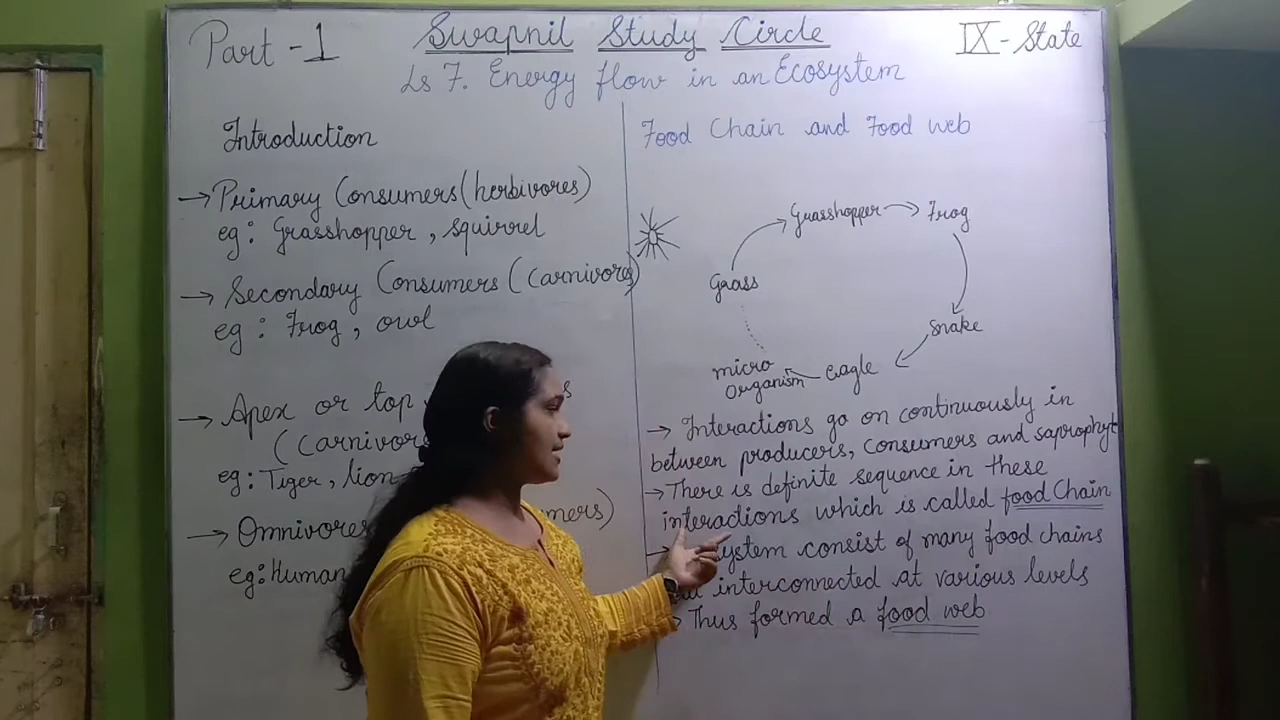 Part - 1
Swapnil Study Circle
IX - State
Ls 7. Energy flow in an Ecosystem
Introduction
→ Primary Consumers (herbivores)
eg: Grasshopper, squirrel
→ Secondary Consumers (carnivores)
eg: Frog, owl
→ Apex or top
(Carnivor
eg: Tiger, lion
→ Omnivores mers)
eg: Human
Food Chain and Food web
Grasshopper → Frog
Grass
Snake
micro
Organism
eagle
→ Interactions go on continuously in
between producers, consumers and saprophyt
→ There is definite sequence in these
interactions which is called food Chain
ystem consist of many food chains
interconnected at various levels
Thus formed a food web